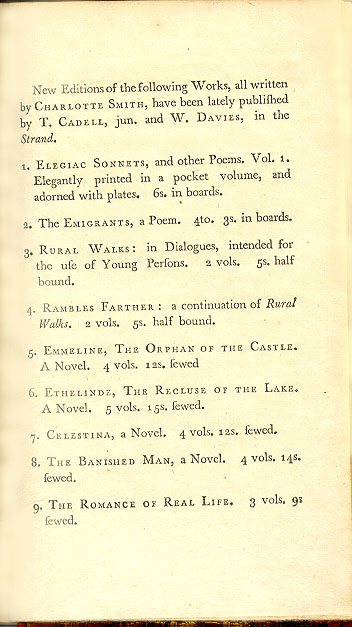 New Editions of the following Works, all written
by CHARLOTTE SMITH, have been lately publiſhed
by T. CADELL, jun. and W. DAVIES, in the
Strand.
1. ELEGIAC SONNETS, and other Poems. Vol. 1.
Elegantly printed in a pocket volume, and
adorned with plates. 6s. in boards.
2. The EMIGRANTS, a Poem. 4to. 3s. in boards.
3. RURAL WALKS: in Dialogues, intended for
the uſe of Young Perſons. 2 vols. 5s. half
bound.
4. RAMBLES FARTHER: a continuation of Rural
Walks. 2 vols. 5s. half bound.
5. EMMELINE, THE ORPHAN OF THE CASTLE.
A Novel. 4 vols. 12s. ſewed
6. ETHELINDE, THE RECLUSE OF THE LAKE.
A Novel. 5 vols. 15s. ſewed.
7. CELESTINA, a Novel. 4 vols. 12s. ſewed.
8. THE BANISHED MAN, a Novel. 4 vols. 14s.
ſewed.
9. THE ROMANCE OF REAL LIFE. 3 vols. 9s
ſewed.